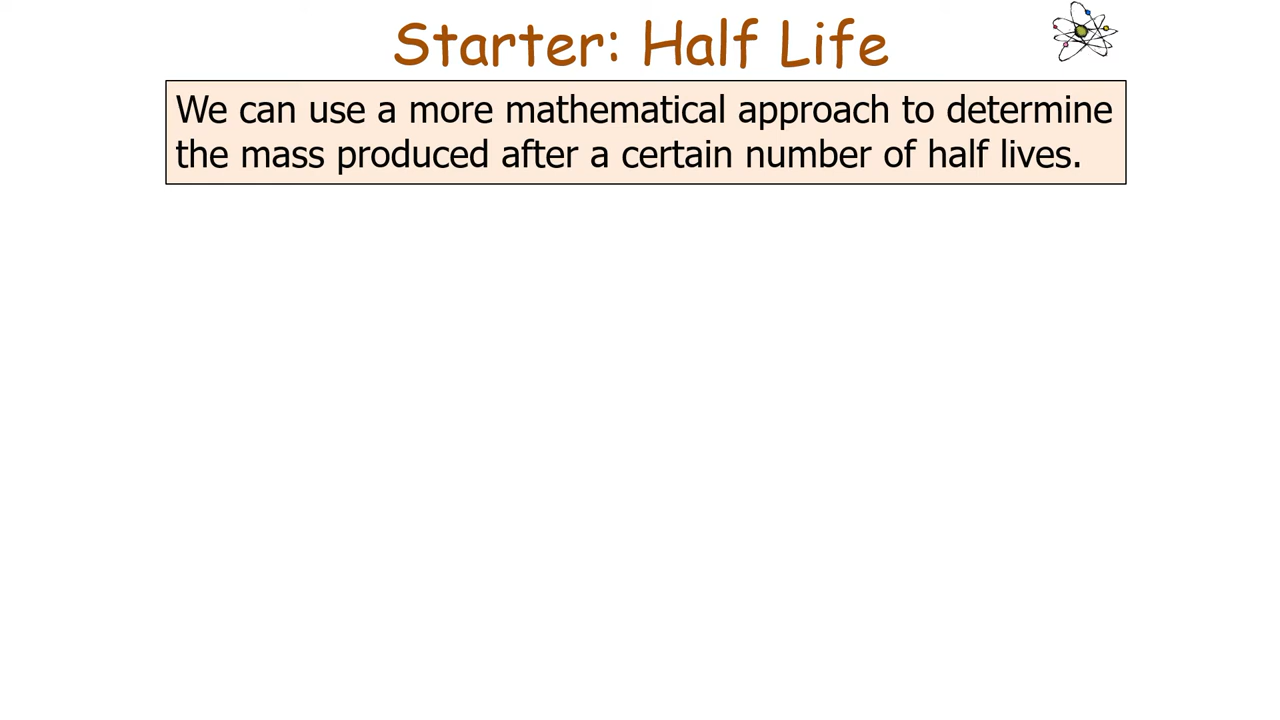 Starter: Half Life
We can use a more mathematical approach to determine
the mass produced after a certain number of half lives.